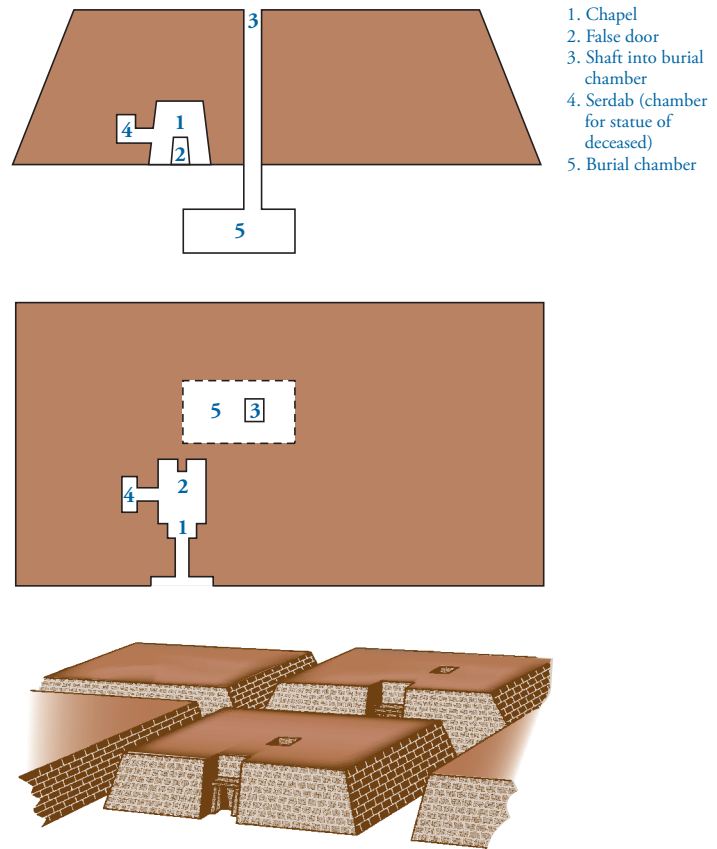 1. Chapel
2. False door
3. Shaft into burial
chamber
4. Serdab (chamber
for statue of
deceased)
5. Burial chamber
3
1
4
2
5
5
3
2
4
1